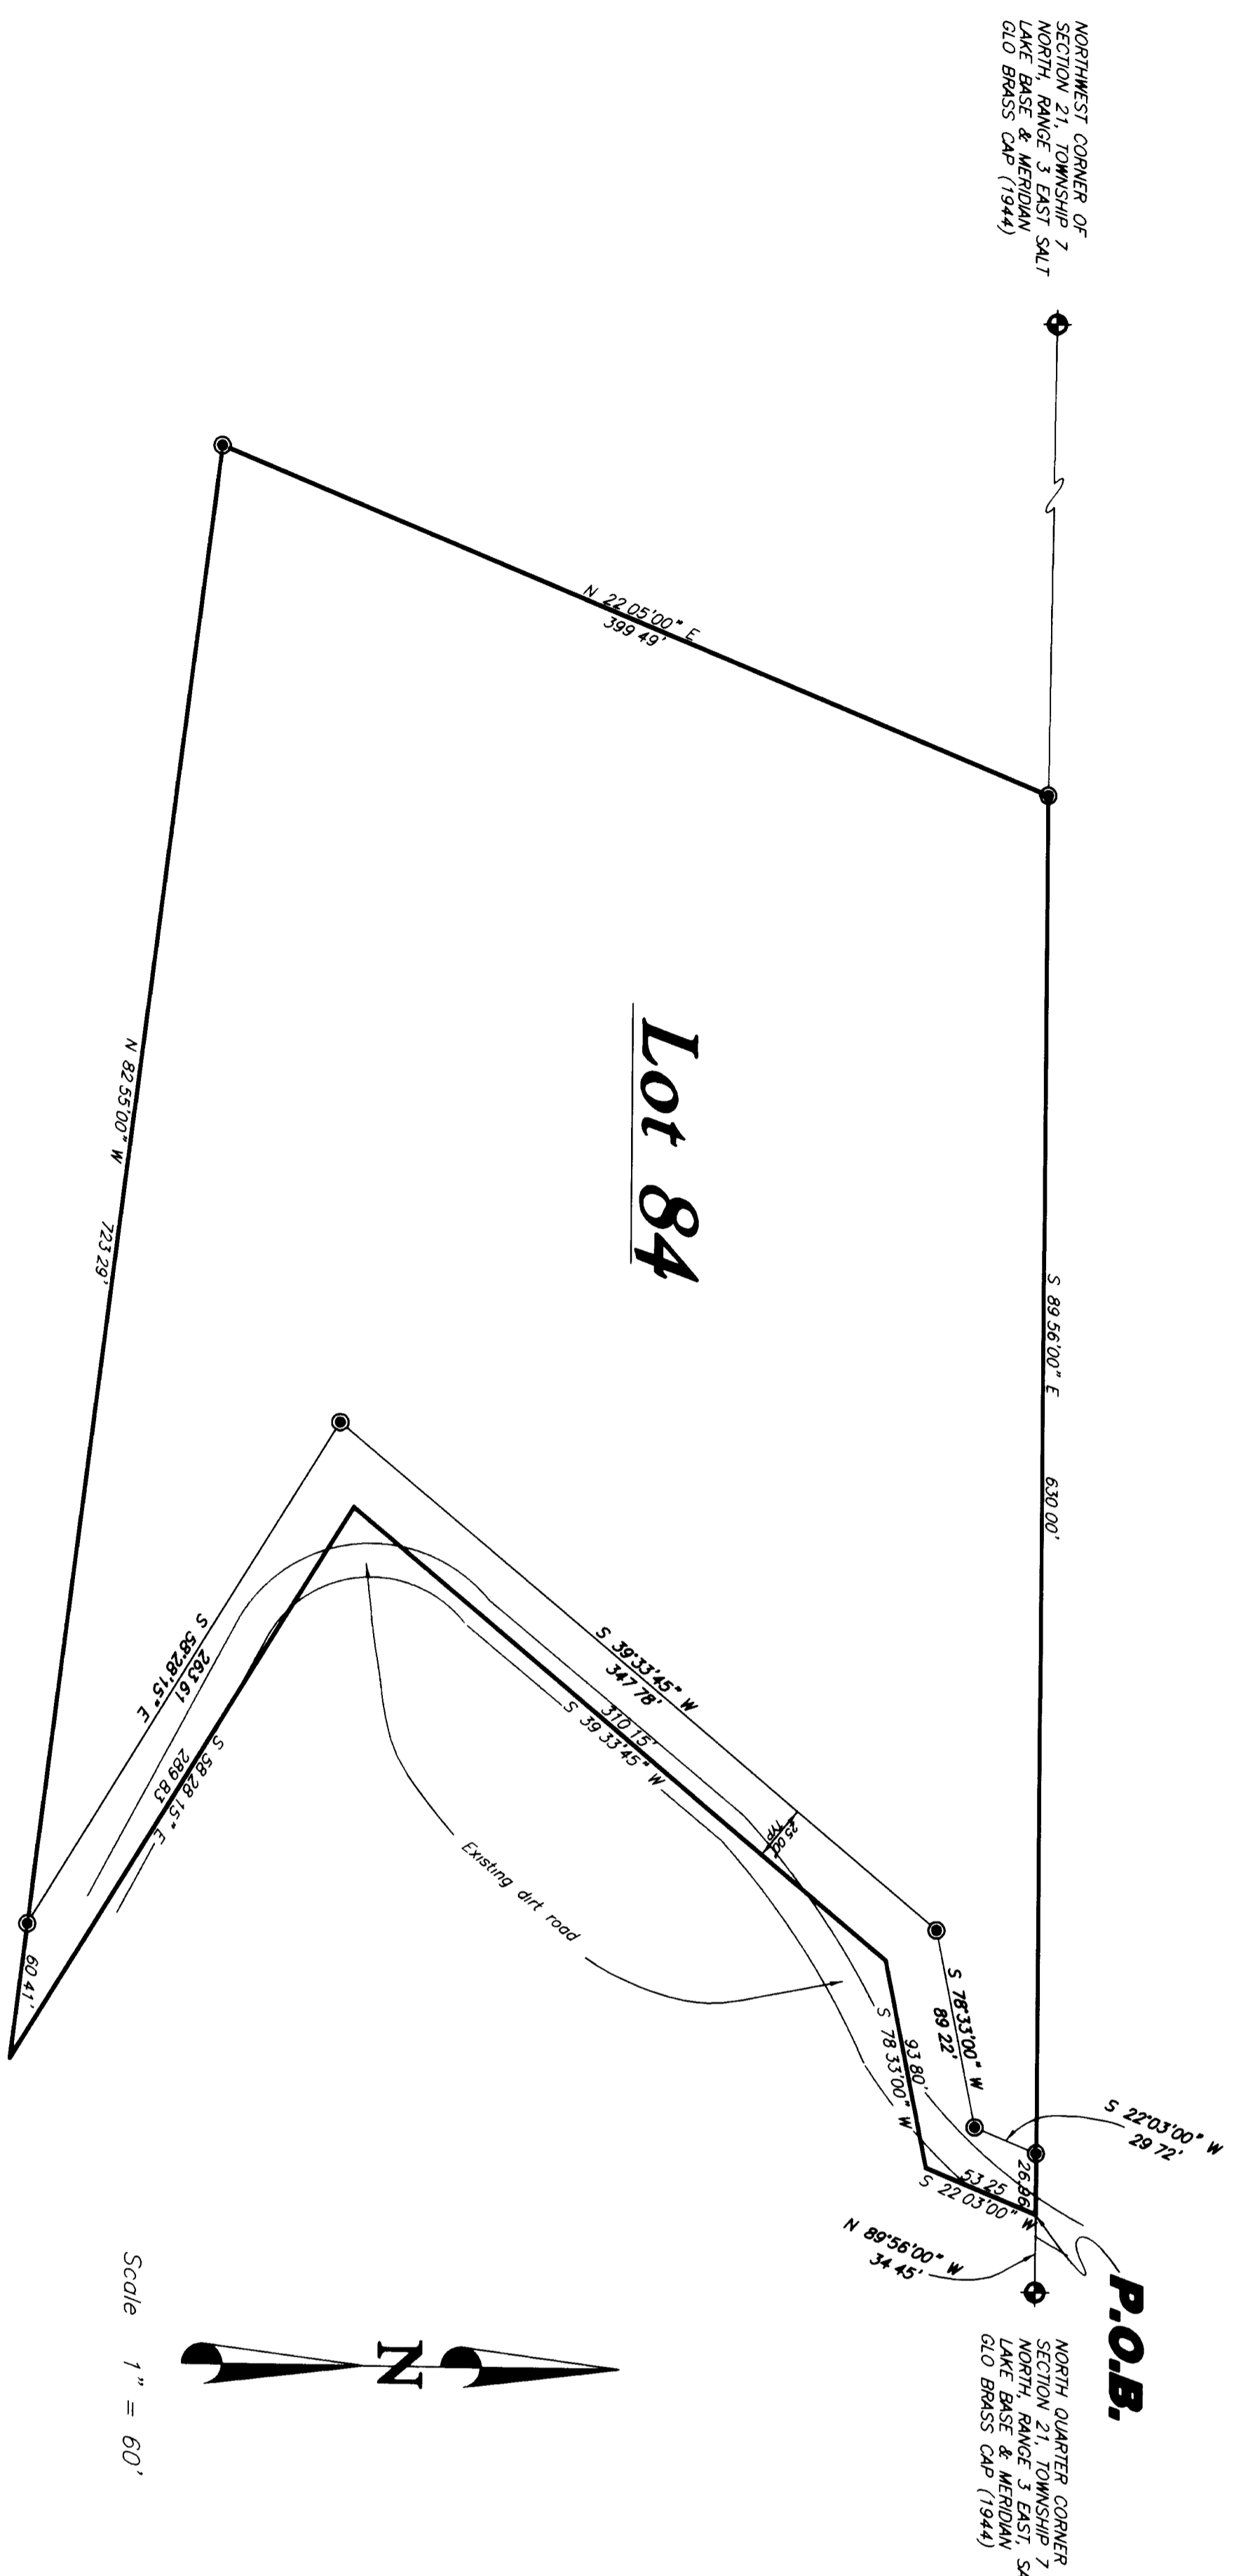 NORTHWEST CORNER OF
SECTION 21, TOWNSHIP 7
NORTH, RANGE 3 EAST SALT
LAKE BASE & MERIDIAN
GLO BRASS CAP (1944)
N 22 05'00" E
399 49'
S 89 56'00" E 630 00'
Lot 84
N 82 55'00" W 723 29'
S 39°33'45" W
347 78'
310 15'
S 39 33'45" W
25 00'
TYP
263 61
S 58°28'15" E
S 58 28 15" E
289 83
60 41'
Existing dirt road
S 78°33'00" W
89 22'
93 80'
S 78 33'00" W
S 22°03'00" W
29 72'
26.86'
53 25
S 22 03'00" W
N 89°56'00" W
34 45'
P.O.B.
NORTH QUARTER CORNER
SECTION 21, TOWNSHIP 7
NORTH, RANGE 3 EAST, SA
LAKE BASE & MERIDIAN
GLO BRASS CAP (1944)
N
Scale 1" = 60'